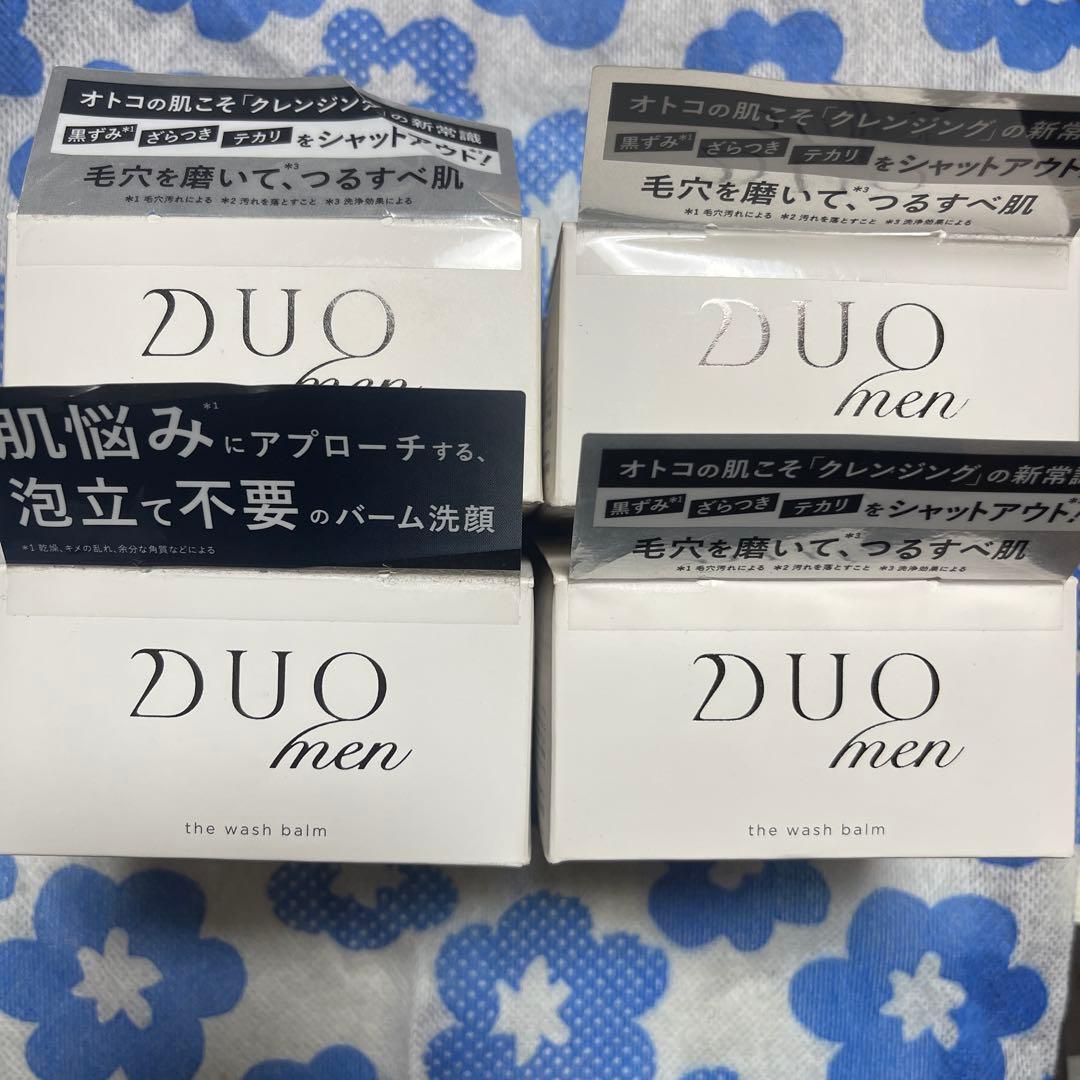 オトコの肌こそ「クレンジング」の新常識
黒ずみ*1 ざらつき テカリ をシャットアウト!
毛穴を磨いて、*3つるすべ肌
*1 毛穴汚れによる *2 汚れを落とすこと *3 洗浄効果による
DUO
men
オトコの肌こそ「クレンジング」の新常
黒ずみ*1 ざらつき テカリ をシャットアウト
毛穴を磨いて、*3つるすべ肌
*1 毛穴汚れによる *2 汚れを落とすこと *3 洗浄効果による
DUO
men
肌悩み*1にアプローチする、
泡立て不要のバーム洗顔
*1 乾燥、キメの乱れ、余分な角質などによる
DUO
men
the wash balm
オトコの肌こそ「クレンジング」の新常識
黒ずみ*1 ざらつき テカリ をシャットアウト!
毛穴を磨いて、*3つるすべ肌
*1 毛穴汚れによる *2 汚れを落とすこと *3 洗浄効果による
DUO
men
the wash balm